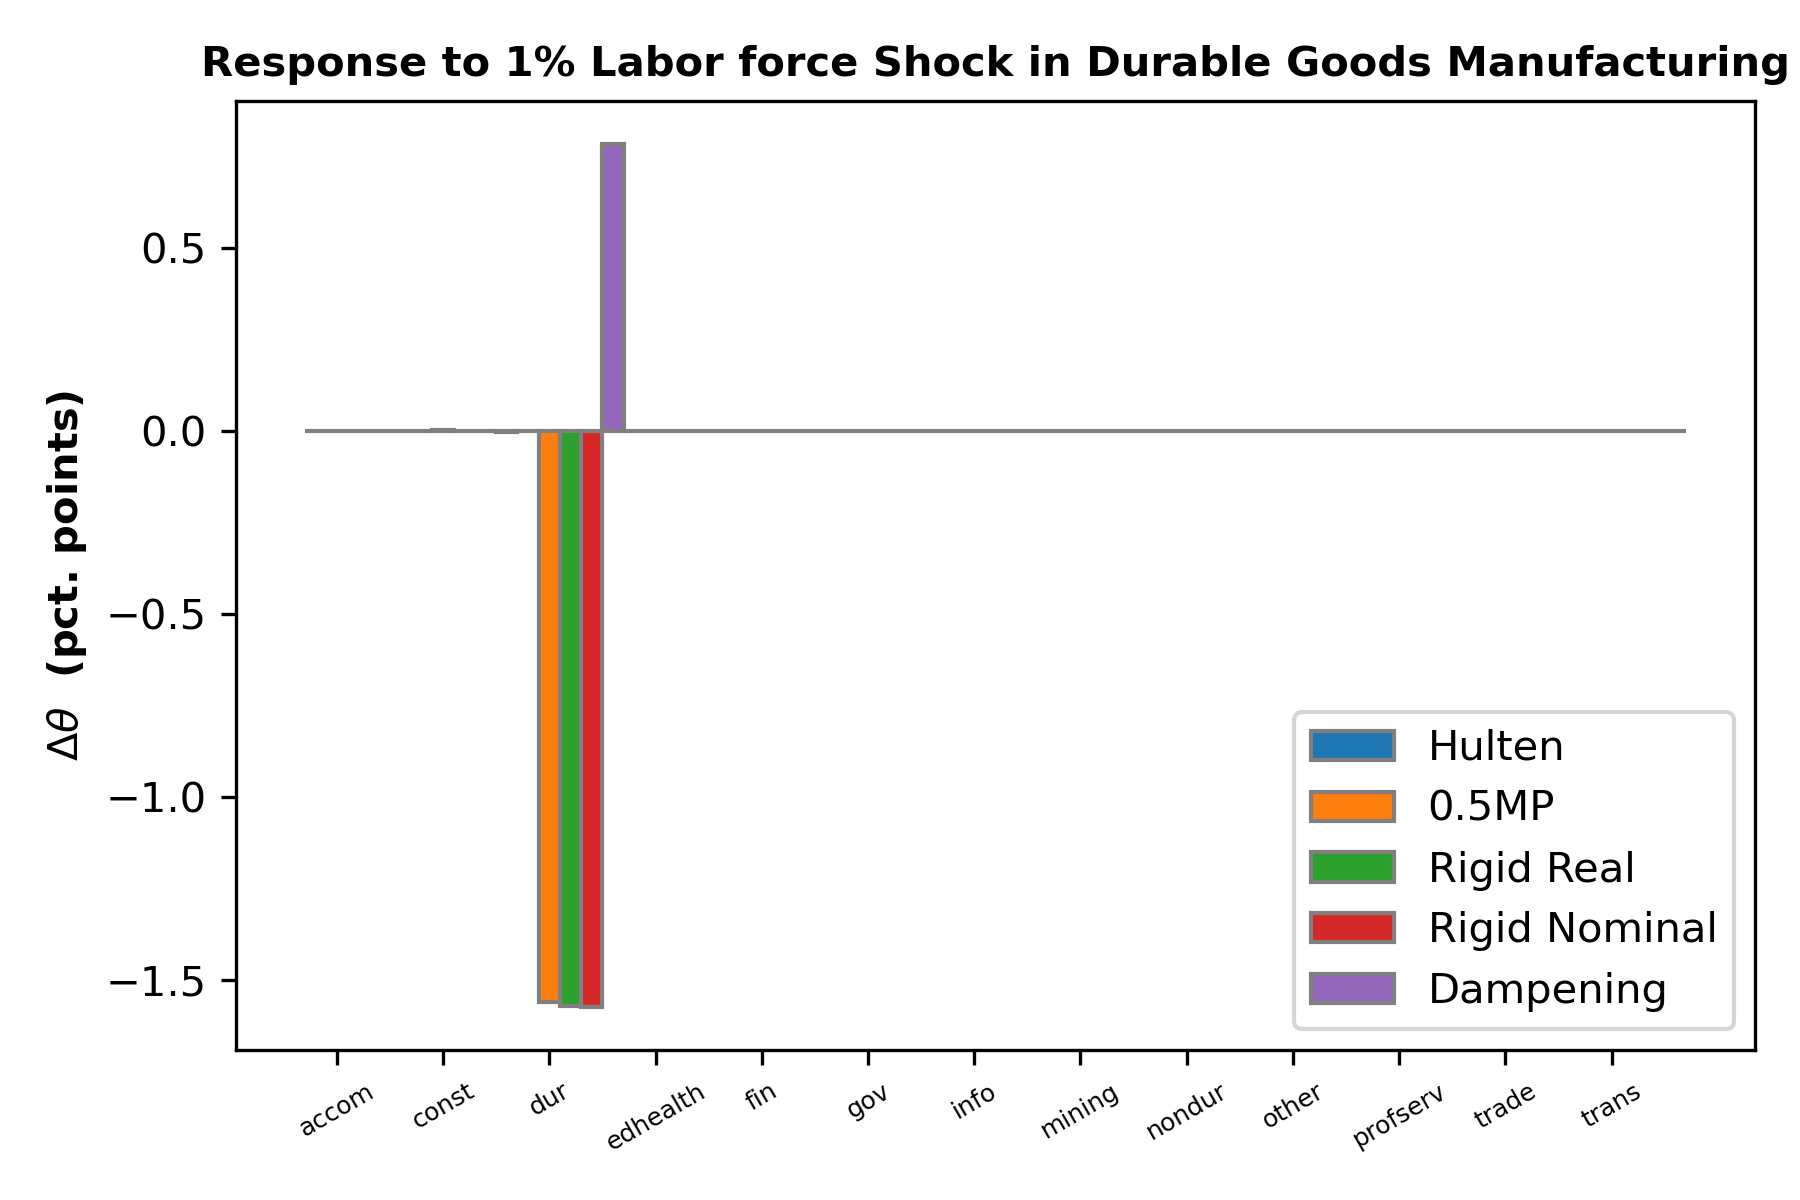 Response to 1% Labor force Shock in Durable Goods Manufacturing
Δθ (pct. points)
0.5
0.0
−0.5
−1.0
−1.5
accom
const
dur
edhealth
fin
gov
info
mining
nondur
other
profserv
trade
trans
Hulten
0.5MP
Rigid Real
Rigid Nominal
Dampening